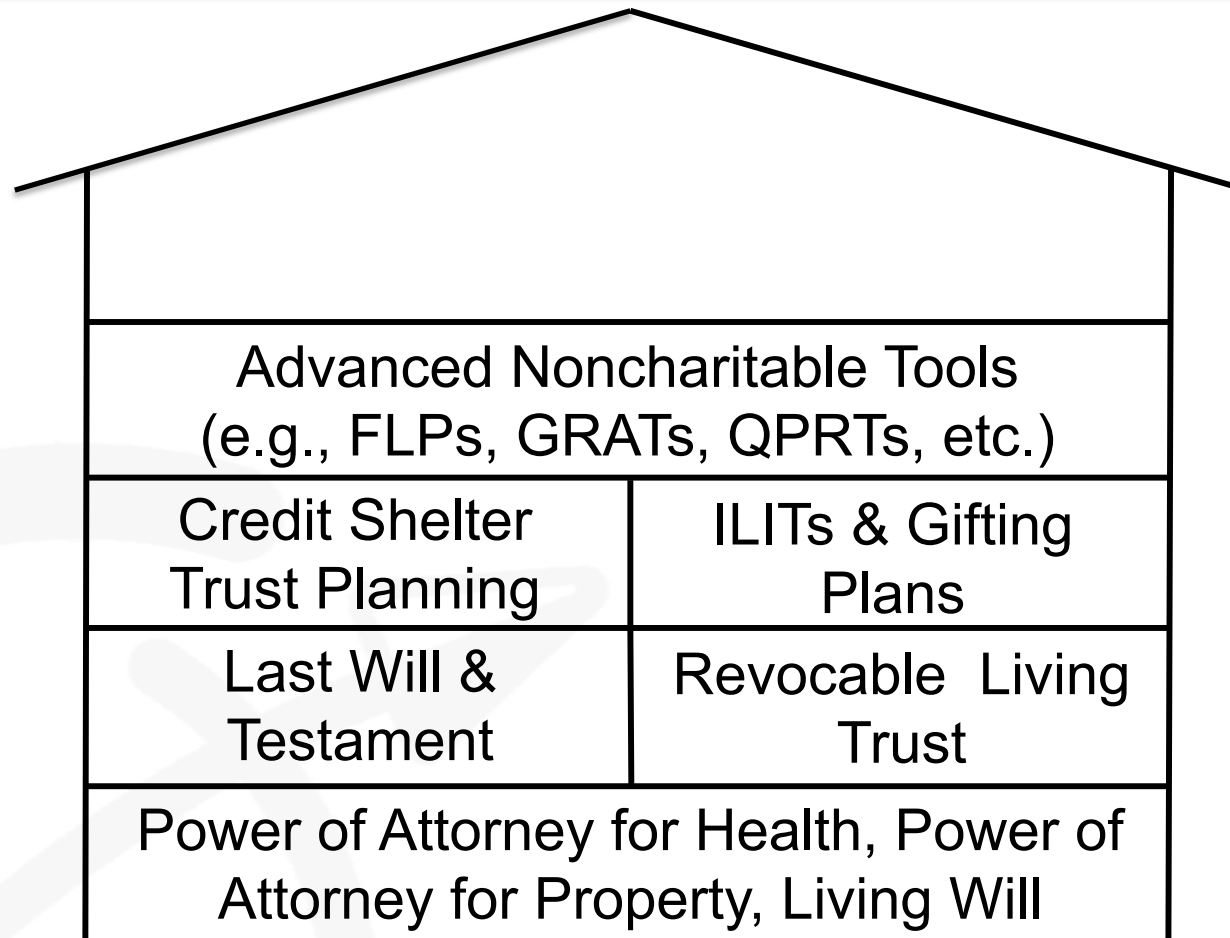 Advanced Noncharitable Tools
(e.g., FLPs, GRATs, QPRTs, etc.)
Credit Shelter
Trust Planning
ILITs & Gifting
Plans
Last Will &
Testament
Revocable Living
Trust
Power of Attorney for Health, Power of
Attorney for Property, Living Will